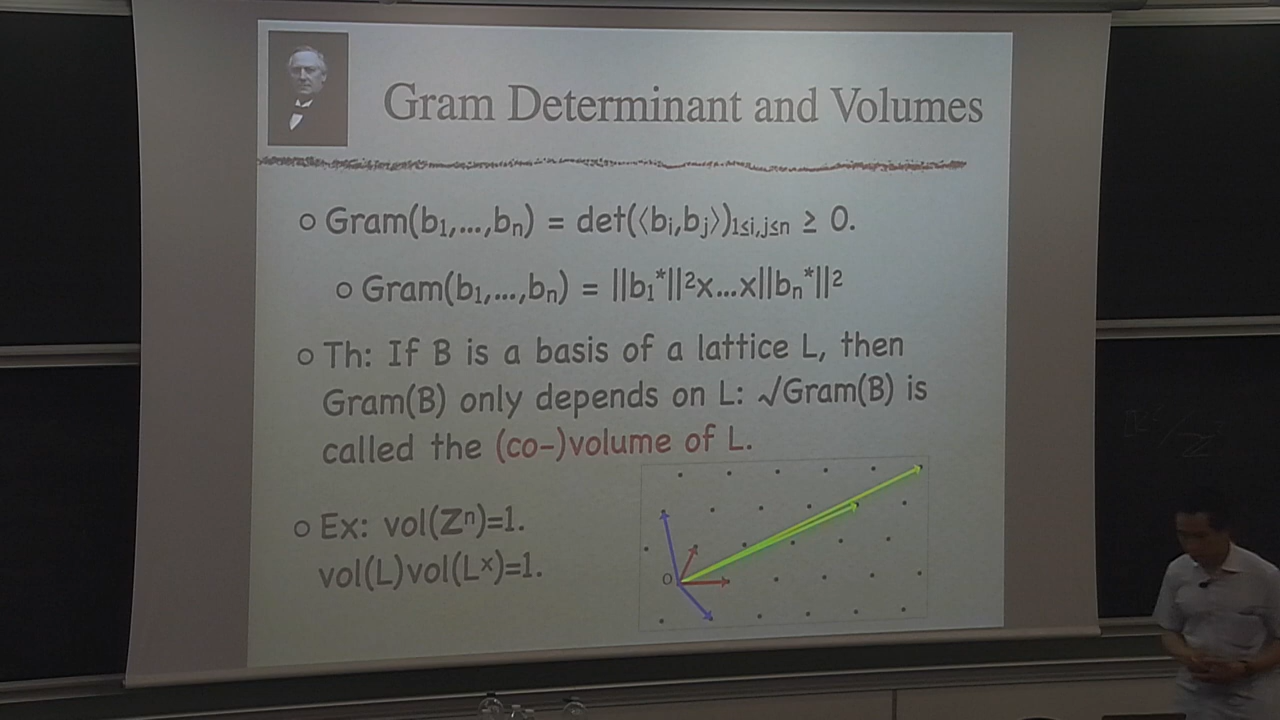 Gram Determinant and Volumes
Gram(b₁,...,bₙ) = det(⟨bᵢ,bⱼ⟩)₁≤ᵢ,ⱼ≤ₙ ≥ 0.
Gram(b₁,...,bₙ) = ||b₁*||²x...x||bₙ*||²
Th: If B is a basis of a lattice L, then
Gram(B) only depends on L: √Gram(B) is
called the (co-)volume of L.
Ex: vol(Zⁿ)=1.
vol(L)vol(Lˣ)=1.
O